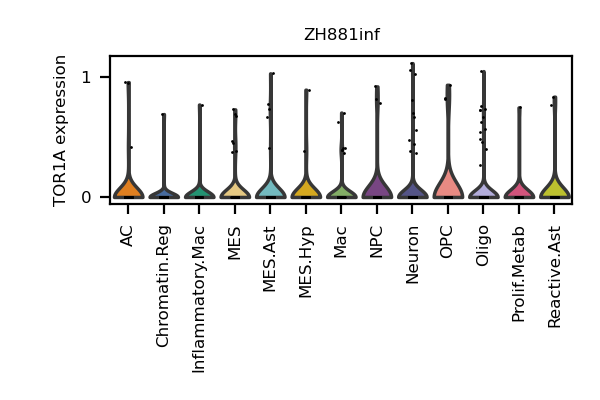 ZH881inf
TOR1A expression
1
0
AC
Chromatin.Reg
Inflammatory.Mac
MES
MES.Ast
MES.Hyp
Mac
NPC
Neuron
OPC
Oligo
Prolif.Metab
Reactive.Ast